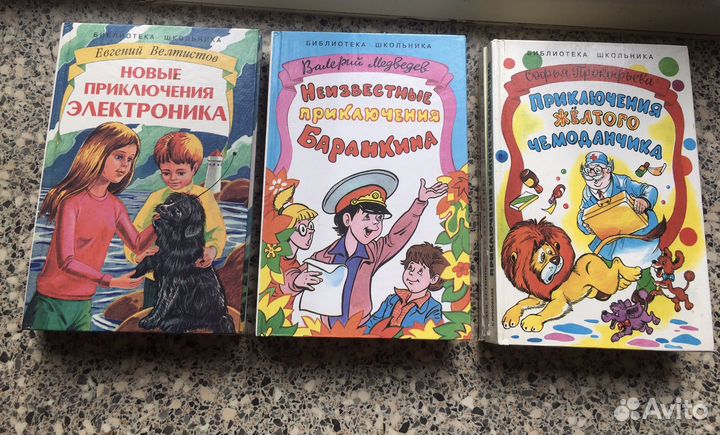 БИБЛИОТЕКА ШКОЛЬНИКА
Евгений Велтистов
НОВЫЕ
ПРИКЛЮЧЕНИЯ
ЭЛЕКТРОНИКА
БИБЛИОТЕКА ШКОЛЬНИКА
Валерий Медведев
Неизвестные
приключения
Баранкина
БИБЛИОТЕКА ШКОЛЬНИКА
Софья Прокофьева
Приключения
жёлтого
чемоданчика
Avito